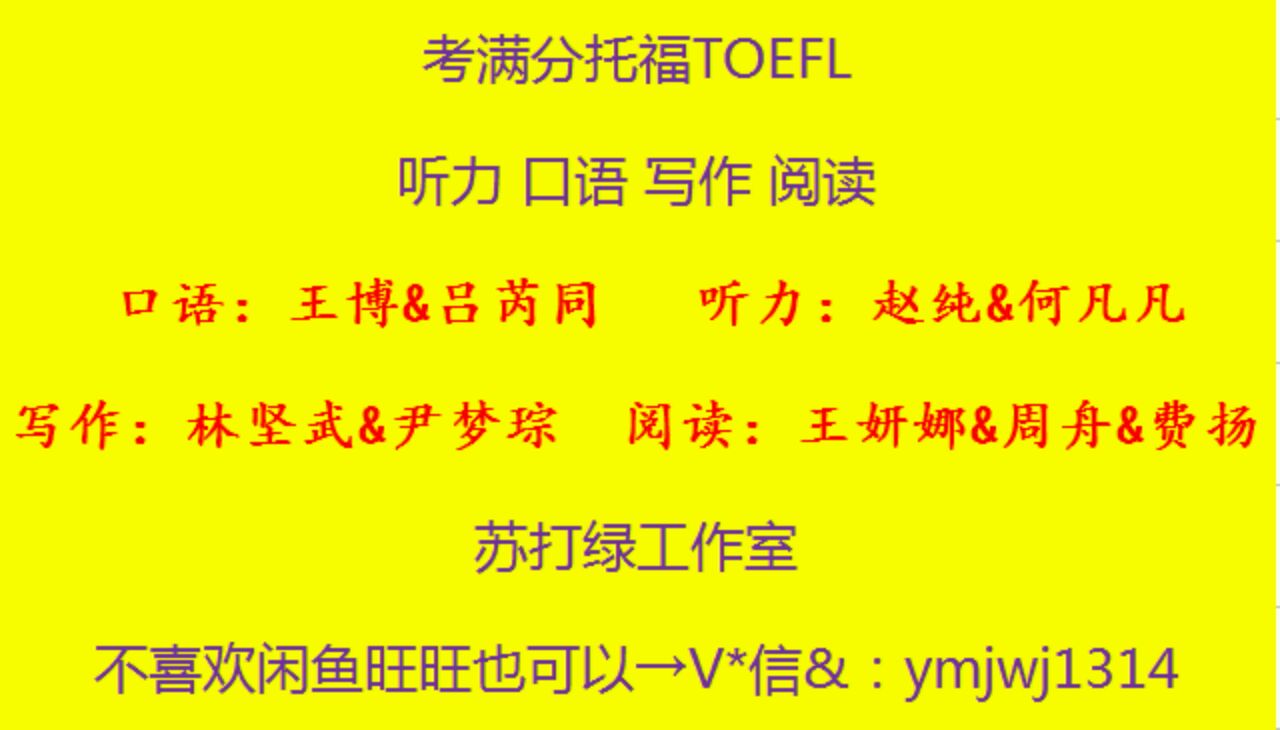 考满分托福TOEFL
听力 口语 写作 阅读
口语：王博&吕芮同 听力：赵纯&何凡凡
写作：林坚武&尹梦琮 阅读：王妍娜&周舟&费扬
苏打绿工作室
不喜欢闲鱼旺旺也可以→V*信&：ymjwj1314